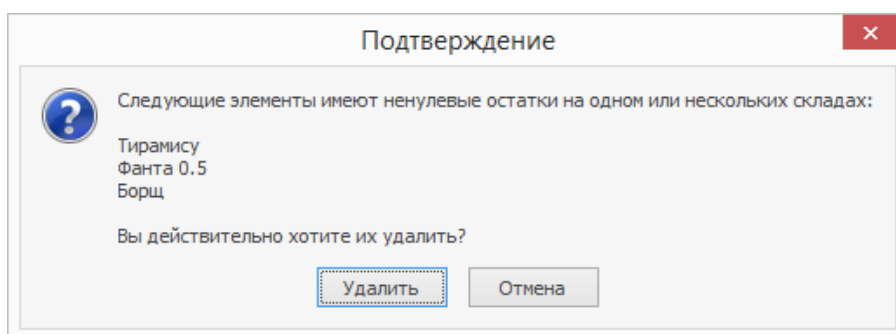 Подтверждение
Следующие элементы имеют ненулевые остатки на одном или нескольких складах:
Тирамису
Фанта 0.5
Борщ
Вы действительно хотите их удалить?
Удалить
Отмена